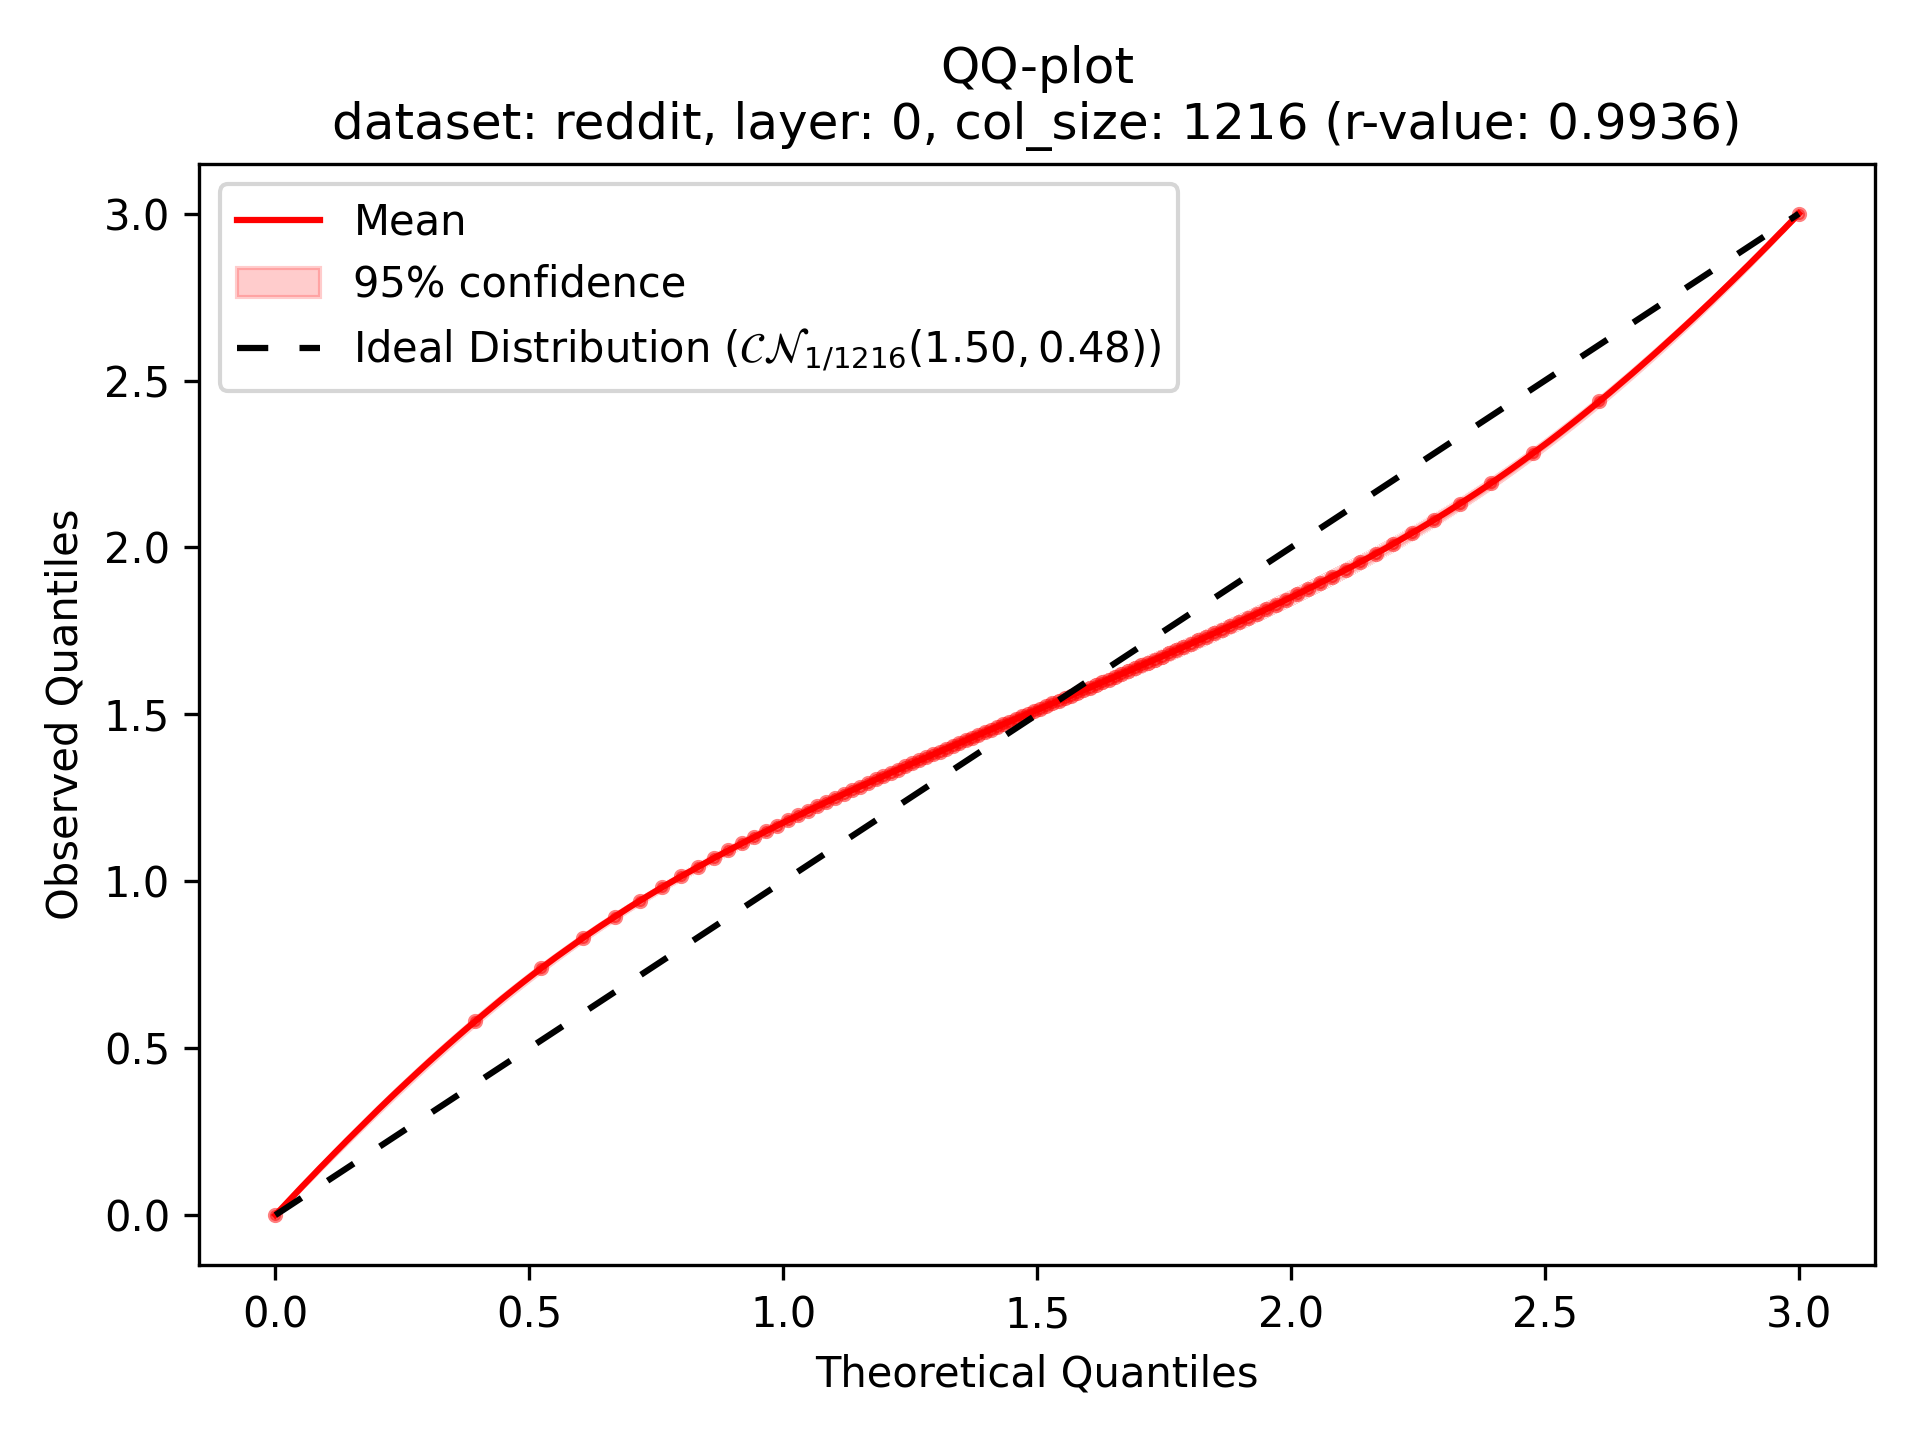 QQ-plot
dataset: reddit, layer: 0, col_size: 1216 (r-value: 0.9936)
Mean
95% confidence
Ideal Distribution (𝒞𝒩₁/₁₂₁₆(1.50, 0.48))
3.0
2.5
2.0
1.5
1.0
0.5
0.0
Observed Quantiles
0.0 0.5 1.0 1.5 2.0 2.5 3.0
Theoretical Quantiles